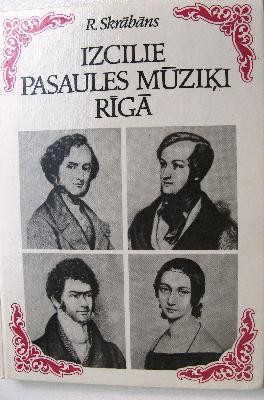 R. Skrābāns
IZCILIE
PASAULES MŪZIĶI
RĪGĀ